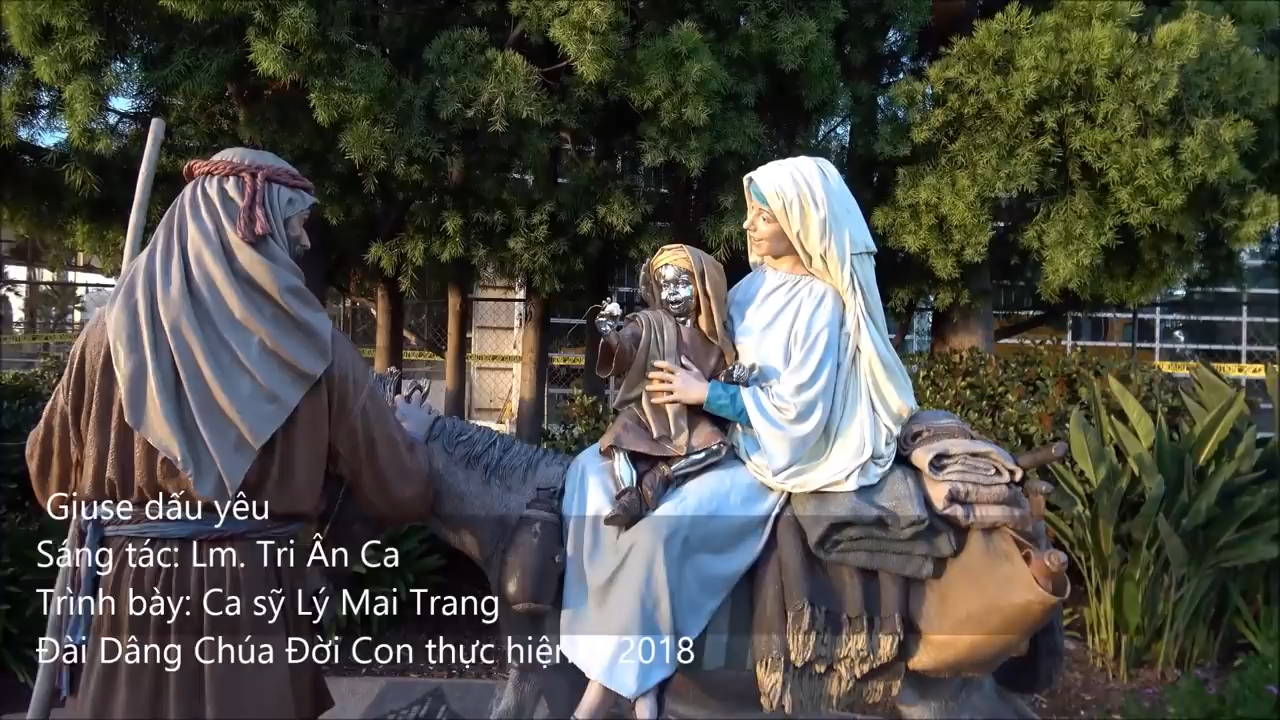 Giuse dấu yêu
Sáng tác: Lm. Tri Ân Ca
Trình bày: Ca sỹ Lý Mai Trang
Đài Dâng Chúa Đời Con thực hiện 2018